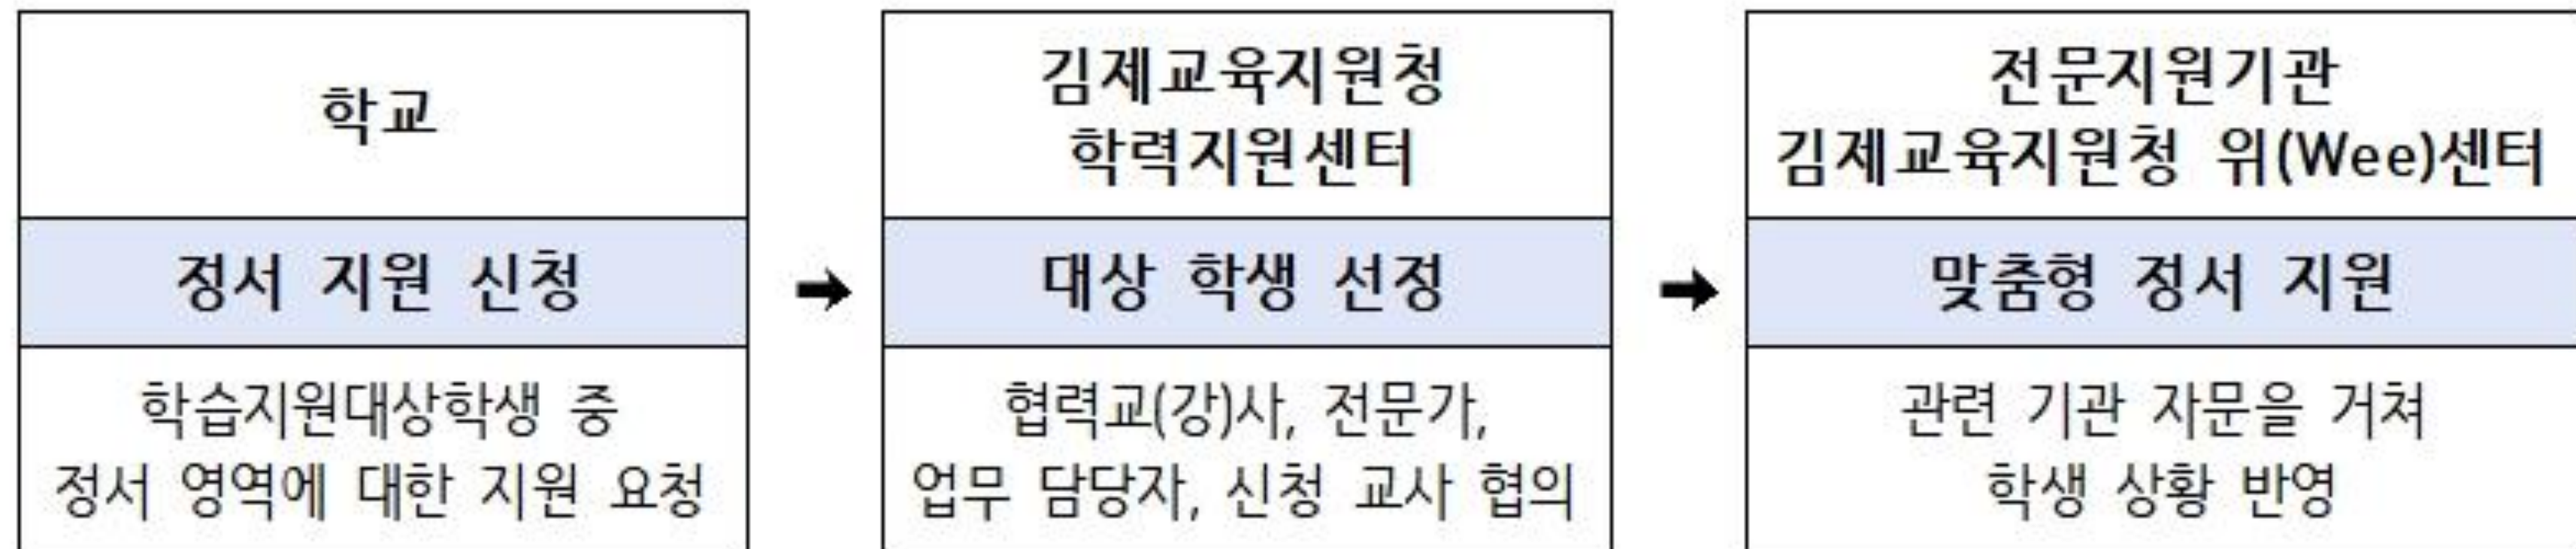 학교
정서 지원 신청
학습지원대상학생 중
정서 영역에 대한 지원 요청
김제교육지원청
학력지원센터
대상 학생 선정
협력교(강)사, 전문가,
업무 담당자, 신청 교사 협의
전문지원기관
김제교육지원청 위(Wee)센터
맞춤형 정서 지원
관련 기관 자문을 거쳐
학생 상황 반영